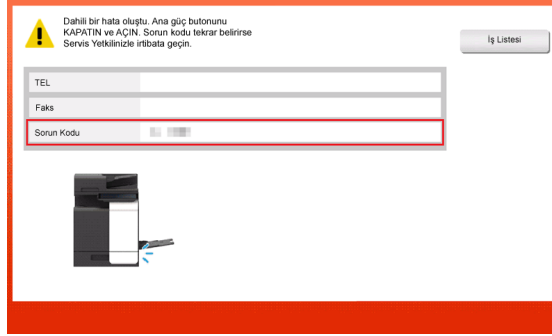 Dahili bir hata oluştu. Ana güç butonunu
KAPATIN ve AÇIN. Sorun kodu tekrar belirirse
Servis Yetkilinizle irtibata geçin.
İş Listesi
TEL
Faks
Sorun Kodu